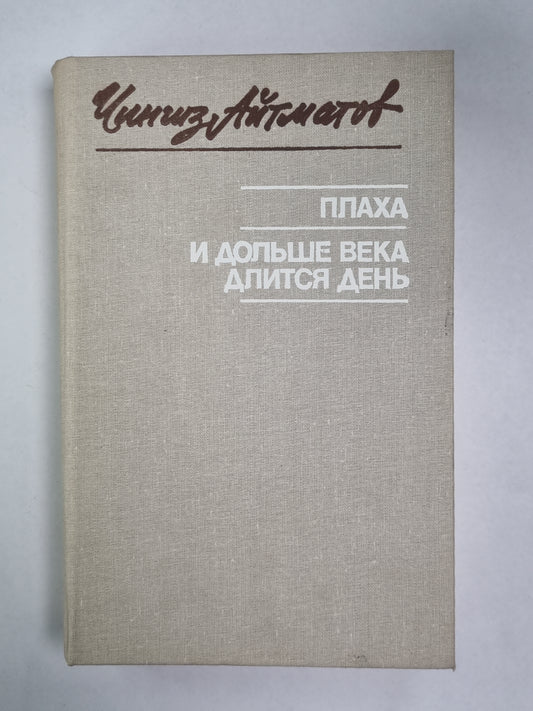 Чингиз Айтматов
ПЛАХА
И ДОЛЬШЕ ВЕКА
ДЛИТСЯ ДЕНЬ